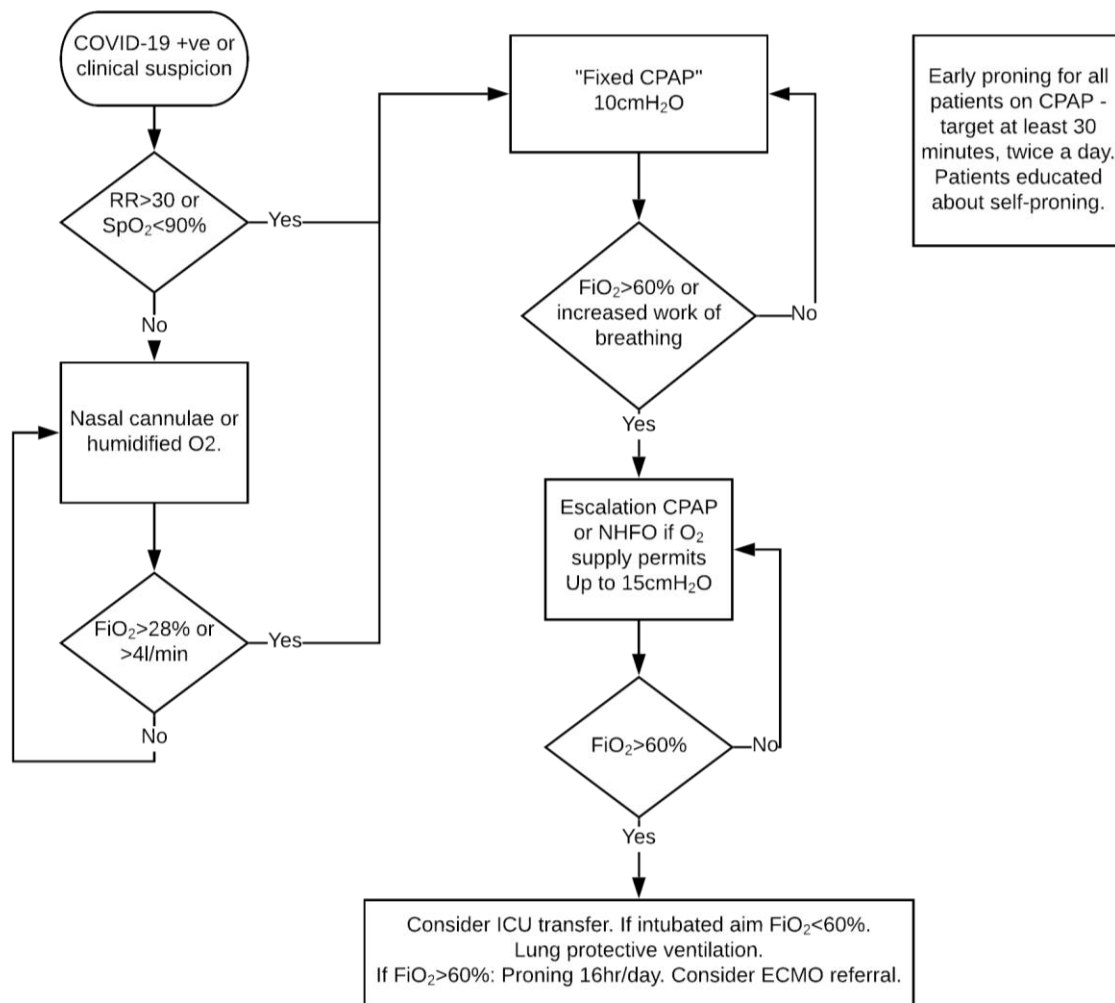 COVID-19 +ve or
clinical suspicion
RR>30 or
SpO₂<90%
Yes
No
Nasal cannulae or
humidified O2.
FiO₂>28% or
>4l/min
Yes
No
"Fixed CPAP"
10cmH₂O
FiO₂>60% or
increased work of
breathing
No
Yes
Escalation CPAP
or NHFO if O₂
supply permits
Up to 15cmH₂O
FiO₂>60%
No
Yes
Consider ICU transfer. If intubated aim FiO₂<60%.
Lung protective ventilation.
If FiO₂>60%: Proning 16hr/day. Consider ECMO referral.
Early proning for all
patients on CPAP -
target at least 30
minutes, twice a day.
Patients educated
about self-proning.